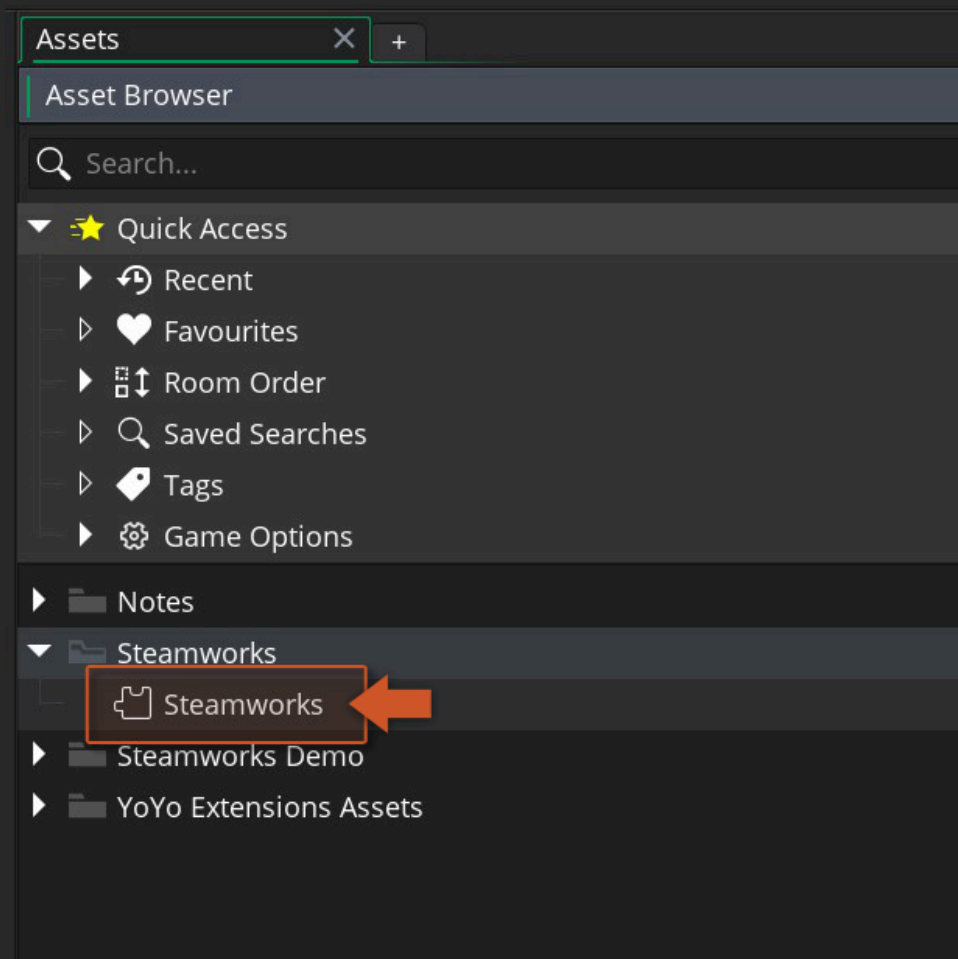 Assets
+
Asset Browser
Search...
Quick Access
Recent
Favourites
Room Order
Saved Searches
Tags
Game Options
Notes
Steamworks
Steamworks
Steamworks Demo
YoYo Extensions Assets